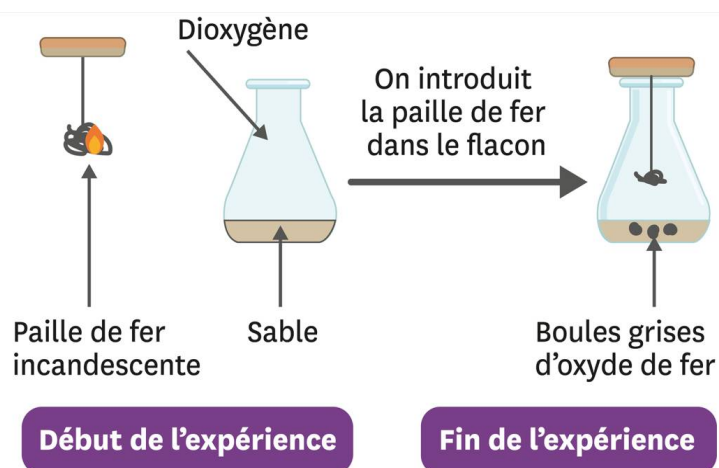 Dioxygène
On introduit
la paille de fer
dans le flacon
Paille de fer
incandescente
Sable
Boules grises
d'oxyde de fer
Début de l'expérience
Fin de l'expérience